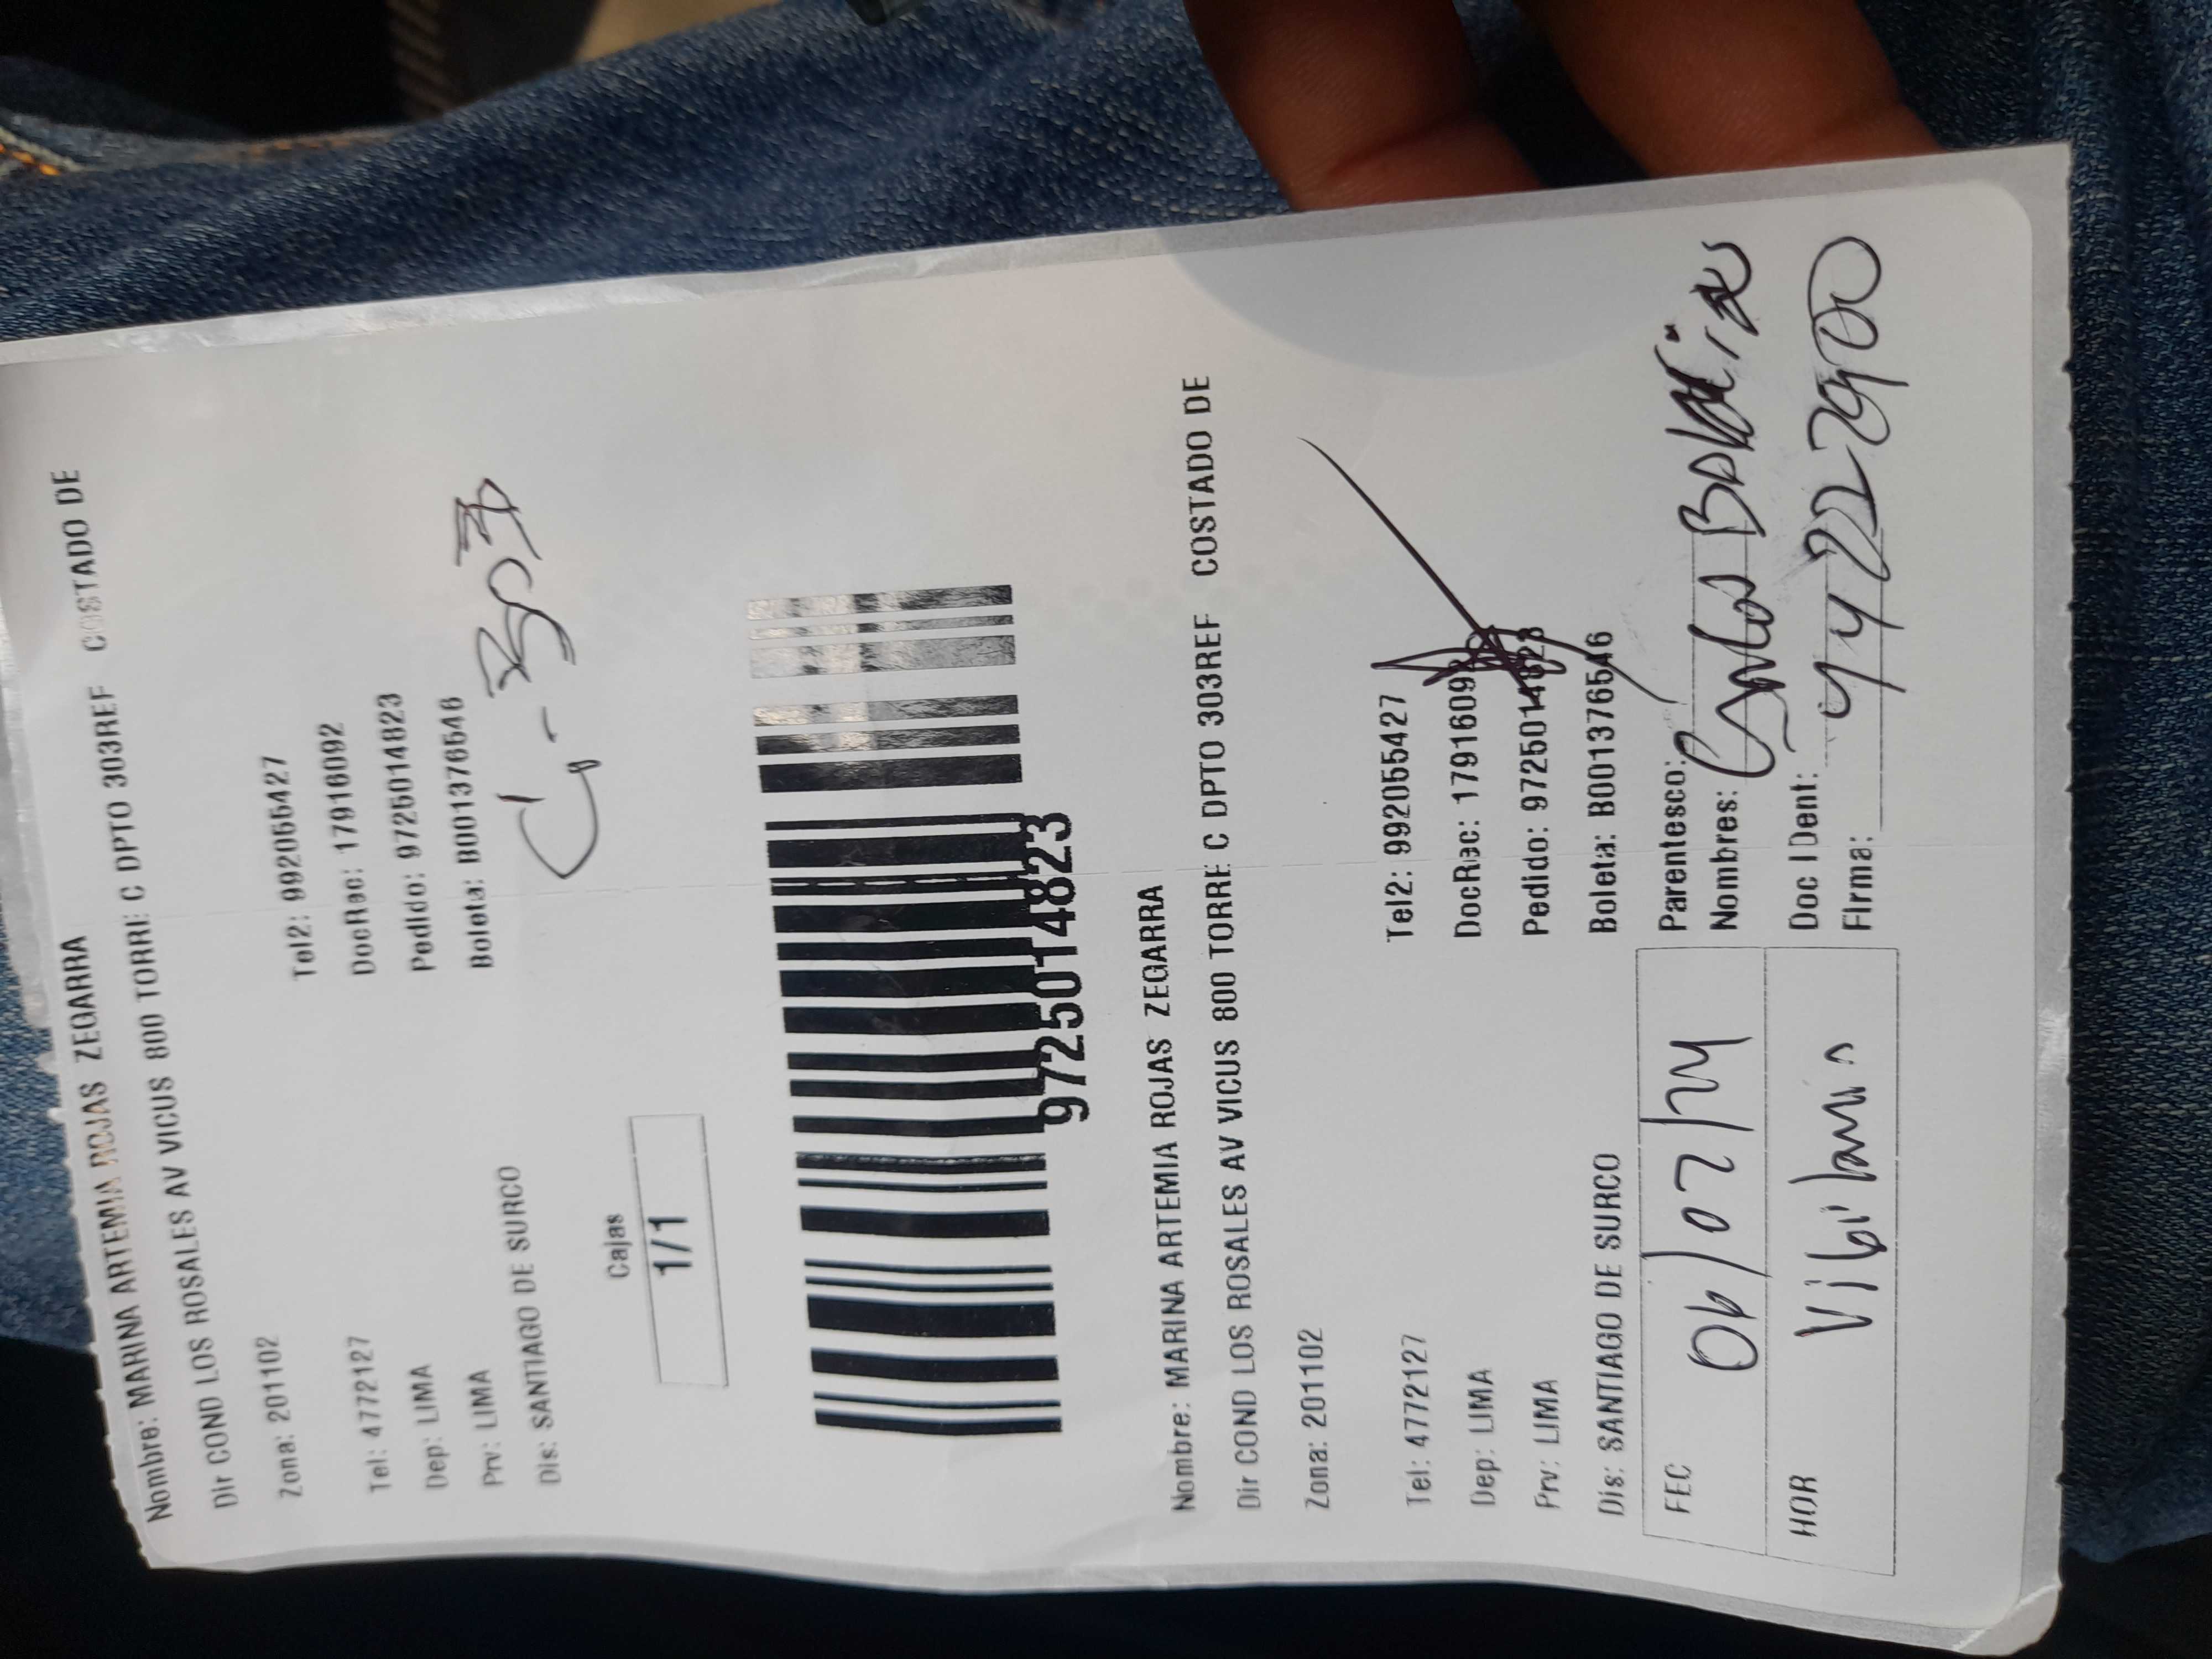 Nombre: MARINA ARTEMIA ROJAS ZEGARRA
Dir COND LOS ROSALES AV VICUS 800 TORRE C DPTO 303REF COSTADO DE
Zona: 201102
Tel: 4772127 Tel2: 992055427
Dep: LIMA DocRec: 17916092
Prv: LIMA Pedido: 9725014823
Dis: SANTIAGO DE SURCO Boleta: B001376546
C-303
Cajas
1/1
9725014823
Nombre: MARINA ARTEMIA ROJAS ZEGARRA
Dir COND LOS ROSALES AV VICUS 800 TORRE C DPTO 303REF COSTADO DE
Zona: 201102
Tel: 4772127 Tel2: 992055427
Dep: LIMA DocRec:
Prv: LIMA Pedido: 9725014823
Dis: SANTIAGO DE SURCO Boleta: B001376546
FEC 06/02/24 Parentesco:
Nombres: Carlos
HOR Doc IDent:
Firma: